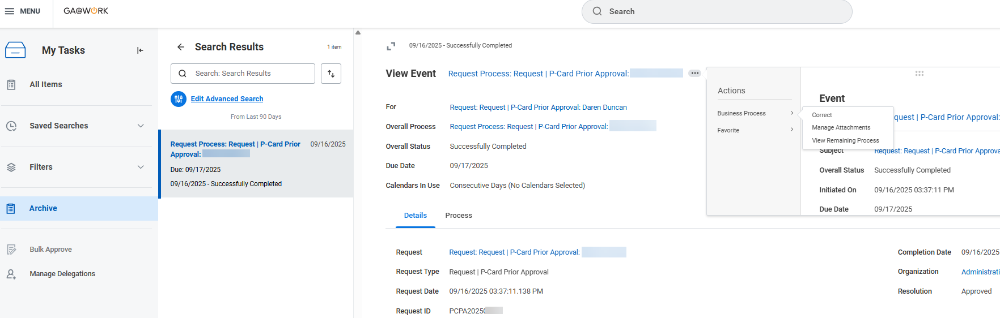 MENU
GA@WORK
Search
My Tasks
All Items
Saved Searches
Filters
Archive
Bulk Approve
Manage Delegations
Search Results
1 item
Search: Search Results
Edit Advanced Search
From Last 90 Days
Request Process: Request | P-Card Prior
Approval:
09/16/2025
Due: 09/17/2025
09/16/2025 - Successfully Completed
09/16/2025 - Successfully Completed
View Event Request Process: Request | P-Card Prior Approval:
For Request: Request | P-Card Prior Approval: Daren Duncan
Overall Process Request Process: Request | P-Card Prior Approval:
Overall Status Successfully Completed
Due Date 09/17/2025
Calendars In Use Consecutive Days (No Calendars Selected)
Details Process
Request Request: Request | P-Card Prior Approval:
Request Type Request | P-Card Prior Approval
Request Date 09/16/2025 03:37:11.138 PM
Request ID PCPA20250
Actions
Business Process
Favorite
Correct
Manage Attachments
View Remaining Process
Event
quest | P-Card Prior Approval:
Subject Request: Request | P-Card Prior Approva
Overall Status Successfully Completed
Initiated On 09/16/2025 03:37:11 PM
Due Date 09/17/2025
Completion Date 09/16/2025
Organization Administrati
Resolution Approved